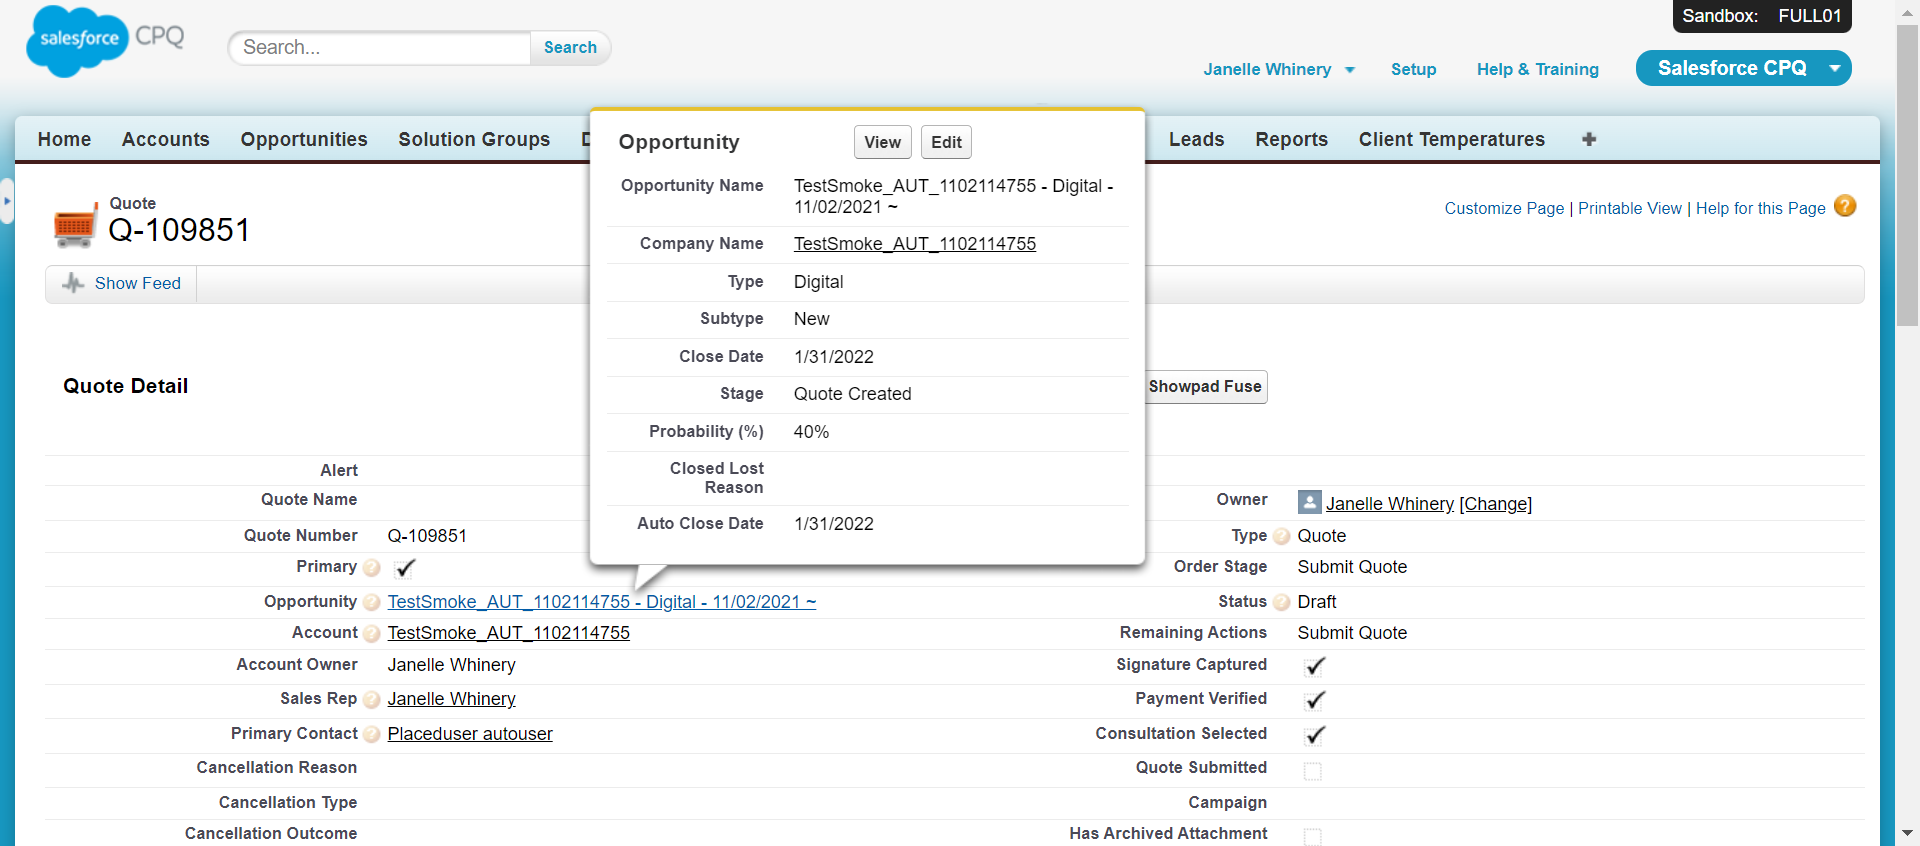 Sandbox: FULL01
salesforce CPQ
Search...
Search
Janelle Whinery
Setup
Help & Training
Salesforce CPQ
Home
Accounts
Opportunities
Solution Groups
Leads
Reports
Client Temperatures
+
Quote
Q-109851
Customize Page | Printable View | Help for this Page ?
Show Feed
Opportunity
View
Edit
Opportunity Name TestSmoke_AUT_1102114755 - Digital -
11/02/2021 ~
Company Name TestSmoke_AUT_1102114755
Type Digital
Subtype New
Close Date 1/31/2022
Stage Quote Created
Probability (%) 40%
Closed Lost
Reason
Auto Close Date 1/31/2022
Quote Detail
Showpad Fuse
Alert
Quote Name
Owner Janelle Whinery [Change]
Quote Number Q-109851
Type ? Quote
Primary ?
Order Stage Submit Quote
Opportunity ? TestSmoke_AUT_1102114755 - Digital - 11/02/2021 ~
Status ? Draft
Account ? TestSmoke_AUT_1102114755
Remaining Actions Submit Quote
Account Owner Janelle Whinery
Signature Captured
Sales Rep ? Janelle Whinery
Payment Verified
Primary Contact ? Placeduser autouser
Consultation Selected
Cancellation Reason
Quote Submitted
Cancellation Type
Campaign
Cancellation Outcome
Has Archived Attachment